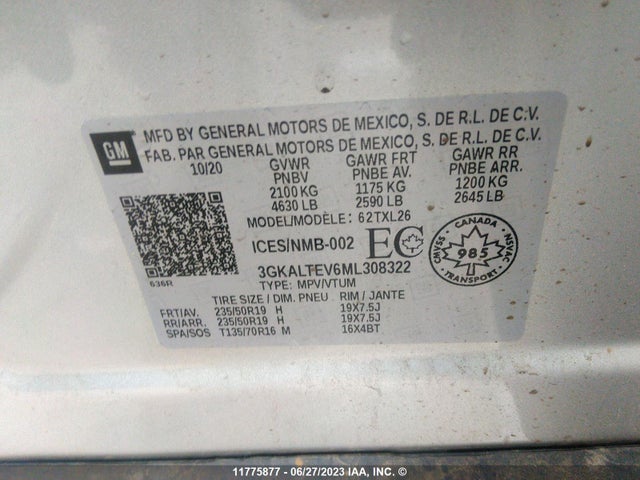 GM
MFD BY GENERAL MOTORS DE MEXICO, S. DE R.L. DE C.V.
FAB. PAR GENERAL MOTORS DE MEXICO, S. DE R.L. DE C.V.
10/20 GVWR GAWR FRT GAWR RR
PNBV PNBE AV. PNBE ARR.
2100 KG 1175 KG 1200 KG
4630 LB 2590 LB 2645 LB
MODEL/MODÈLE: 62TXL26
ICES/NMB-002 EC
CANADA
CMVSS 985 NSVAC
TRANSPORT
3GKALTEV6ML308322
636R
TYPE: MPV/VTUM
TIRE SIZE / DIM. PNEU RIM / JANTE
FRT/AV. 235/50R19 H 19X7.5J
RR/ARR. 235/50R19 H 19X7.5J
SPA/SOS T135/70R16 M 16X4BT
11775877 - 06/27/2023 IAA, INC. ©